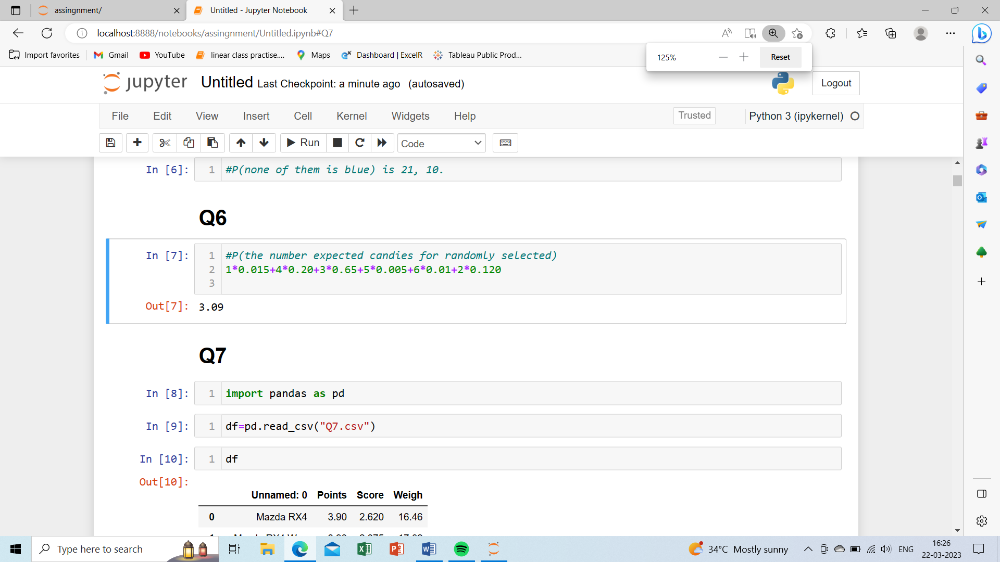 assingnment/
Untitled - Jupyter Notebook
localhost:8888/notebooks/assingnment/Untitled.ipynb#Q7
Import favorites Gmail YouTube linear class practise.... Maps Dashboard | ExcelR Tableau Public Prod...
125% Reset
jupyter Untitled Last Checkpoint: a minute ago (autosaved) Logout
File Edit View Insert Cell Kernel Widgets Help Trusted Python 3 (ipykernel)
Run Code
In [6]: 1 #P(none of them is blue) is 21, 10.
Q6
In [7]: 1 #P(the number expected candies for randomly selected)
2 1*0.015+4*0.20+3*0.65+5*0.005+6*0.01+2*0.120
3
Out[7]: 3.09
Q7
In [8]: 1 import pandas as pd
In [9]: 1 df=pd.read_csv("Q7.csv")
In [10]: 1 df
Out[10]:
Unnamed: 0 Points Score Weigh
0 Mazda RX4 3.90 2.620 16.46
Type here to search
34°C Mostly sunny
ENG
16:26
22-03-2023